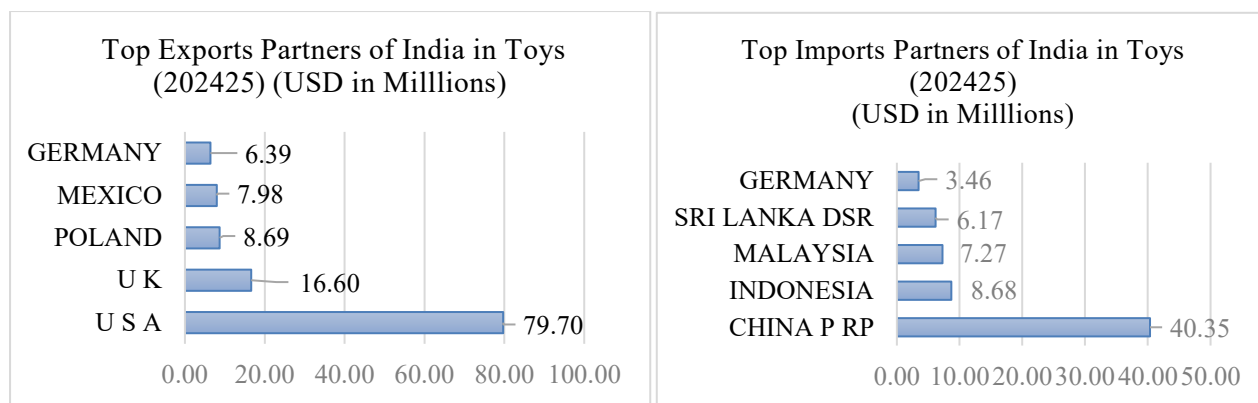 Top Exports Partners of India in Toys
(202425) (USD in Milllions)
GERMANY 6.39
MEXICO 7.98
POLAND 8.69
U K 16.60
U S A 79.70
0.00 20.00 40.00 60.00 80.00 100.00
Top Imports Partners of India in Toys
(202425)
(USD in Milllions)
GERMANY 3.46
SRI LANKA DSR 6.17
MALAYSIA 7.27
INDONESIA 8.68
CHINA P RP 40.35
0.00 10.00 20.00 30.00 40.00 50.00